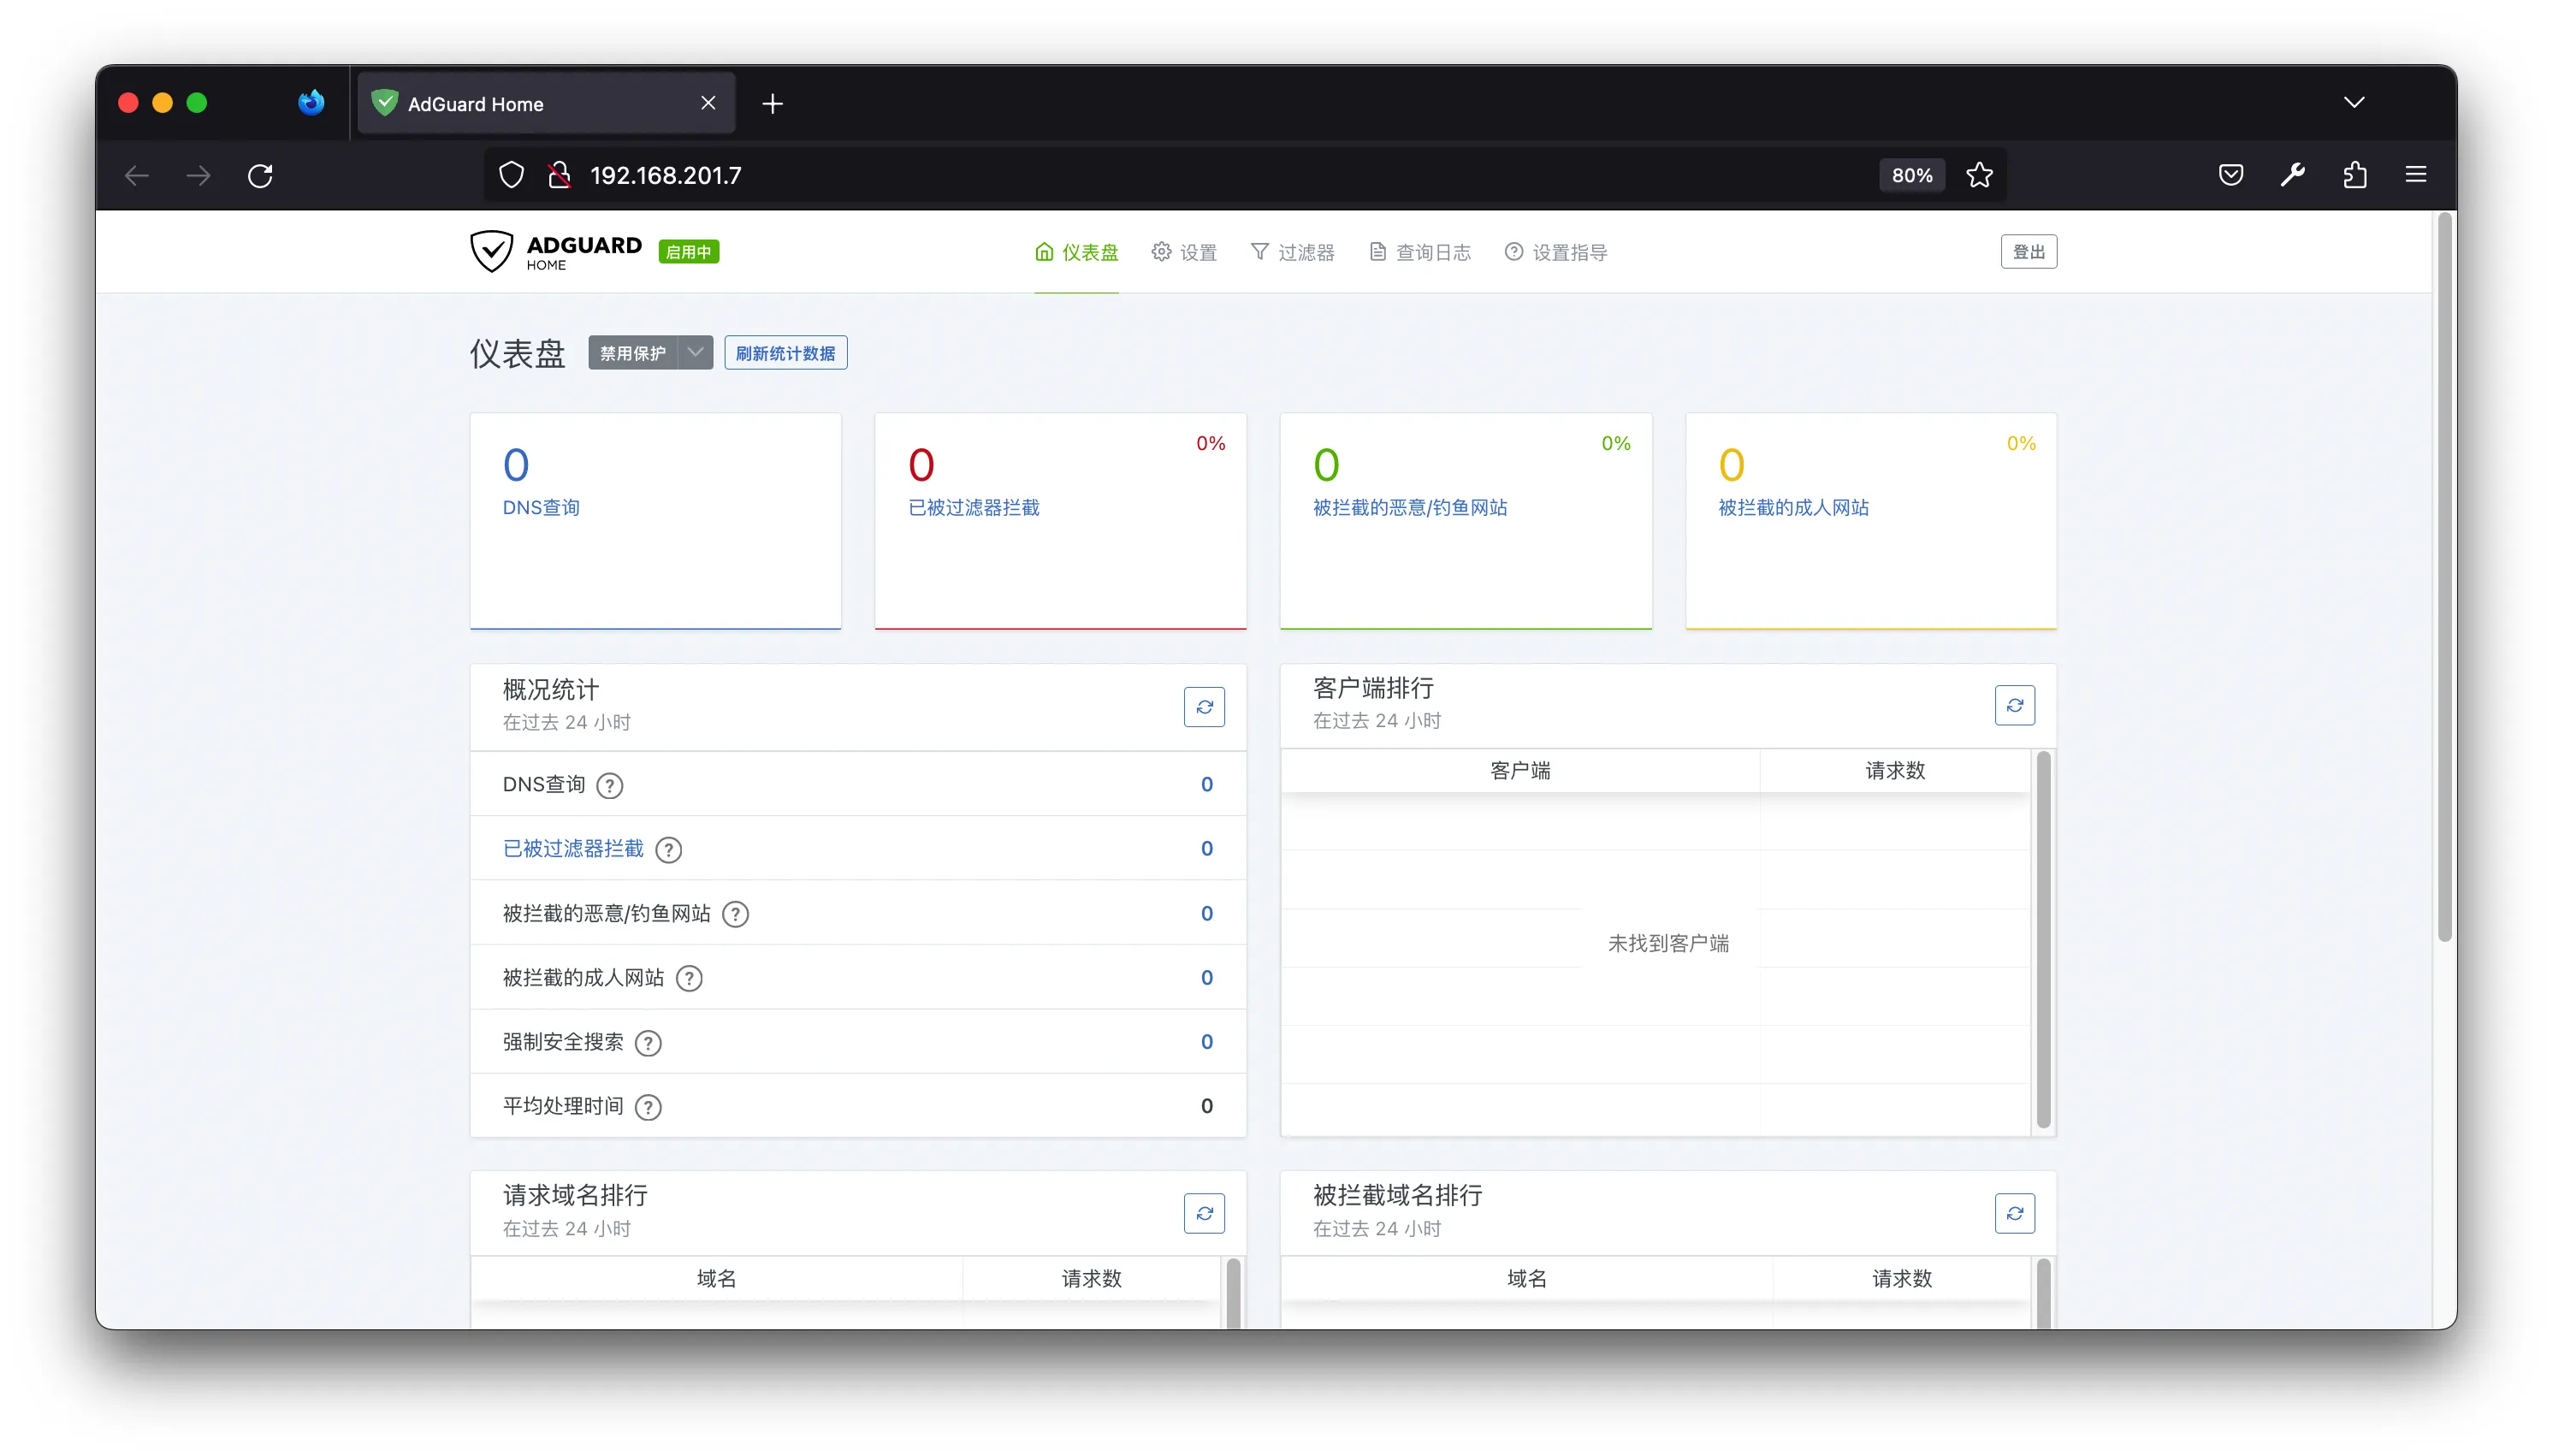 AdGuard Home
192.168.201.7
80%
ADGUARD
HOME
启用中
仪表盘
设置
过滤器
查询日志
设置指导
登出
仪表盘
禁用保护
刷新统计数据
0
DNS查询
0%
0
已被过滤器拦截
0%
0
被拦截的恶意/钓鱼网站
0%
0
被拦截的成人网站
概况统计
在过去 24 小时
DNS查询 ? 0
已被过滤器拦截 ? 0
被拦截的恶意/钓鱼网站 ? 0
被拦截的成人网站 ? 0
强制安全搜索 ? 0
平均处理时间 ? 0
客户端排行
在过去 24 小时
客户端 请求数
未找到客户端
请求域名排行
在过去 24 小时
域名 请求数
被拦截域名排行
在过去 24 小时
域名 请求数